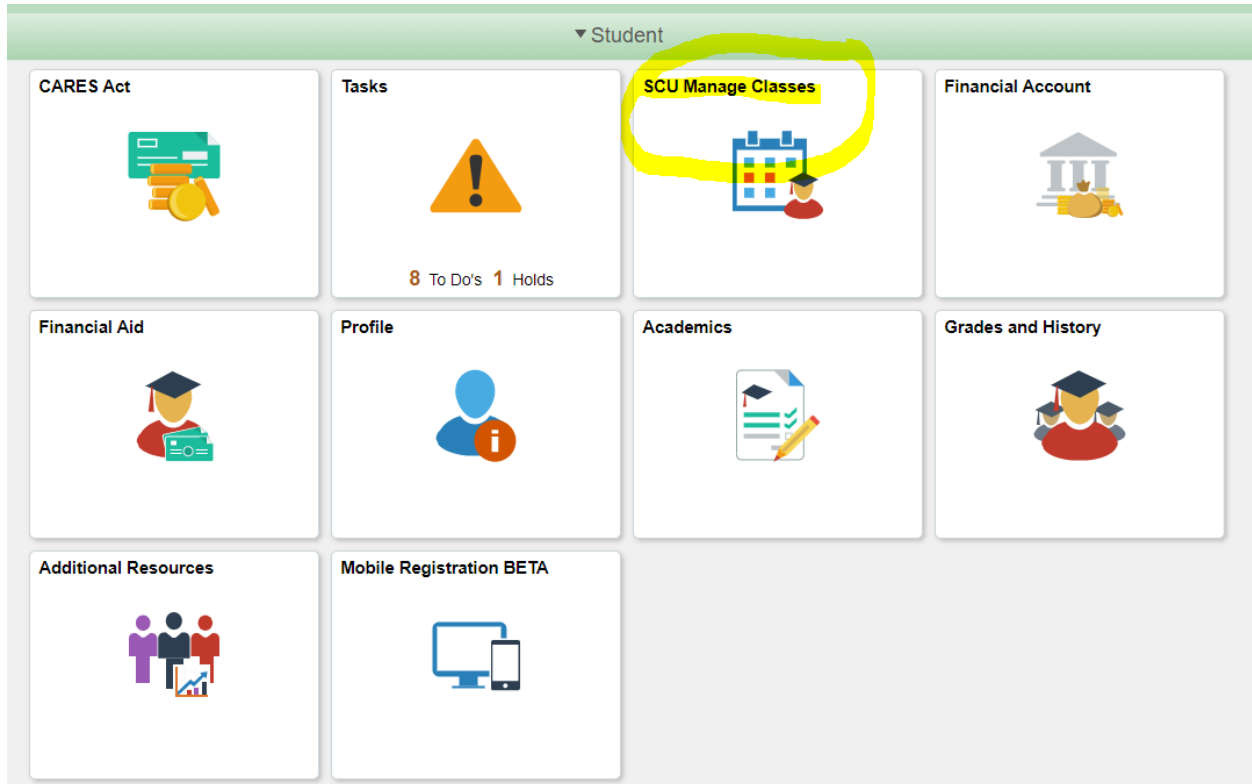 Student
CARES Act
Tasks
SCU Manage Classes
Financial Account
8 To Do's 1 Holds
Financial Aid
Profile
Academics
Grades and History
Additional Resources
Mobile Registration BETA